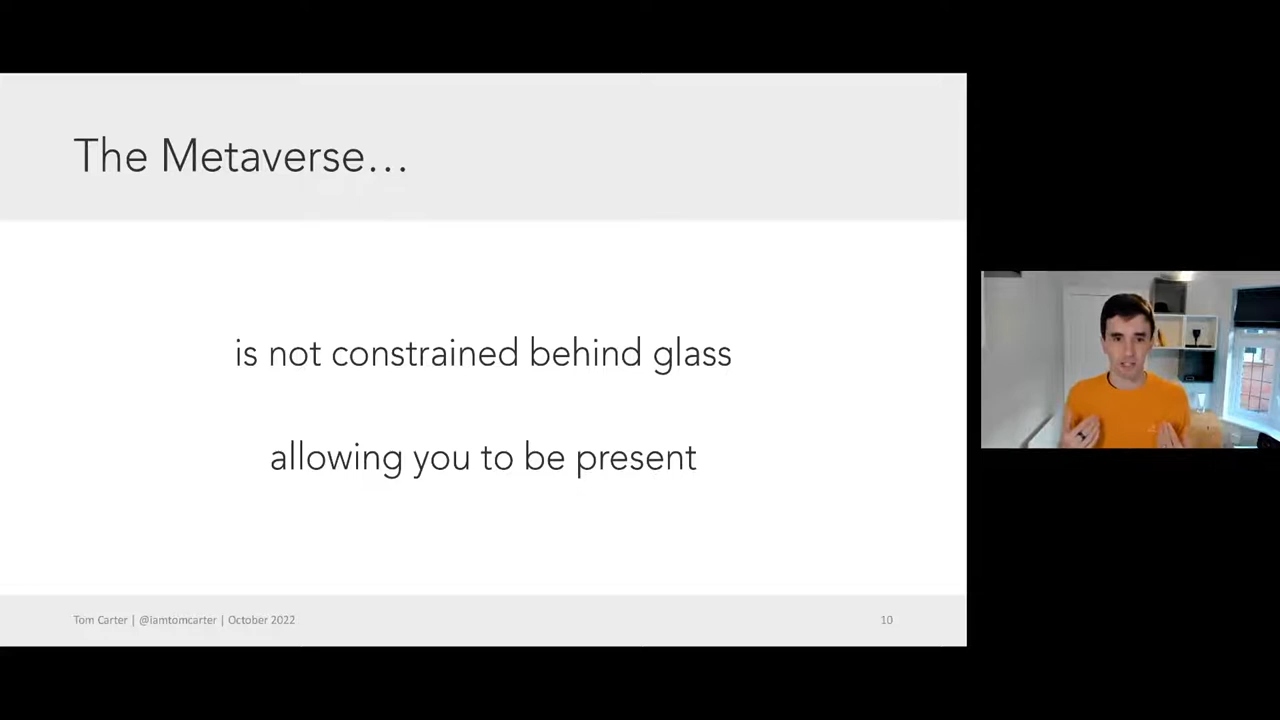 The Metaverse…
is not constrained behind glass
allowing you to be present
Tom Carter | @iamtomcarter | October 2022
10